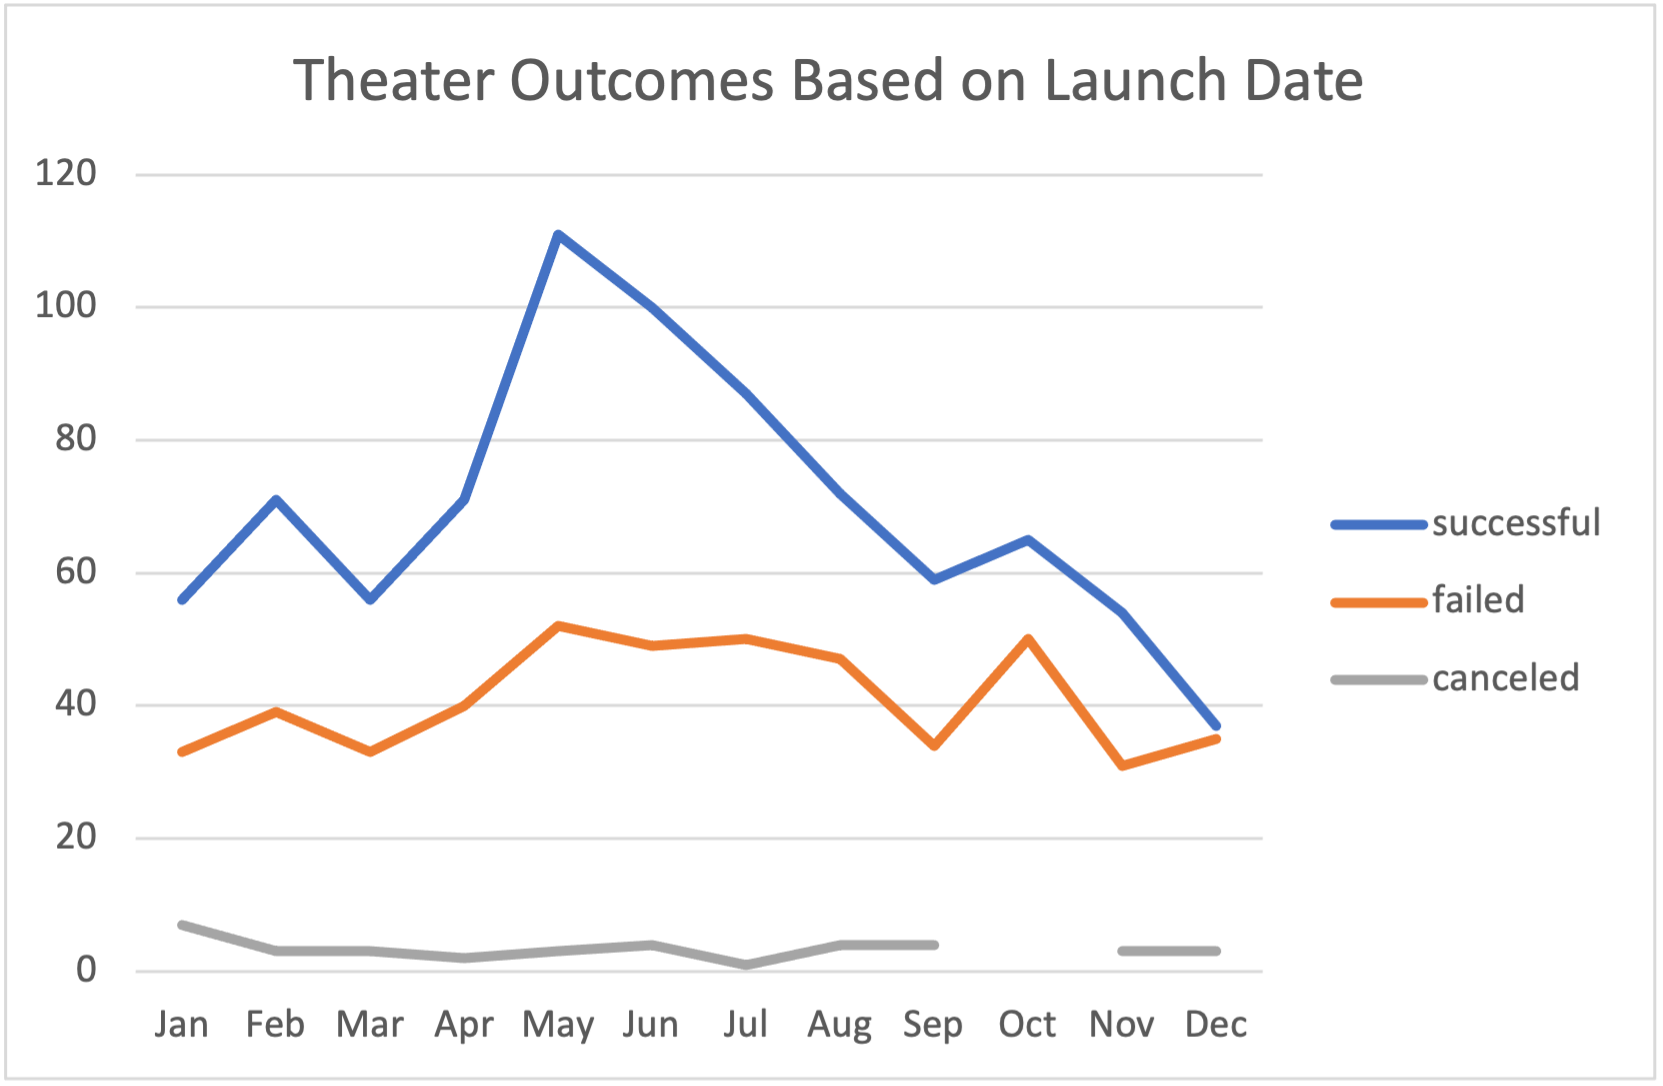 Theater Outcomes Based on Launch Date
120
100
80
60
40
20
0
Jan Feb Mar Apr May Jun Jul Aug Sep Oct Nov Dec
successful
failed
canceled